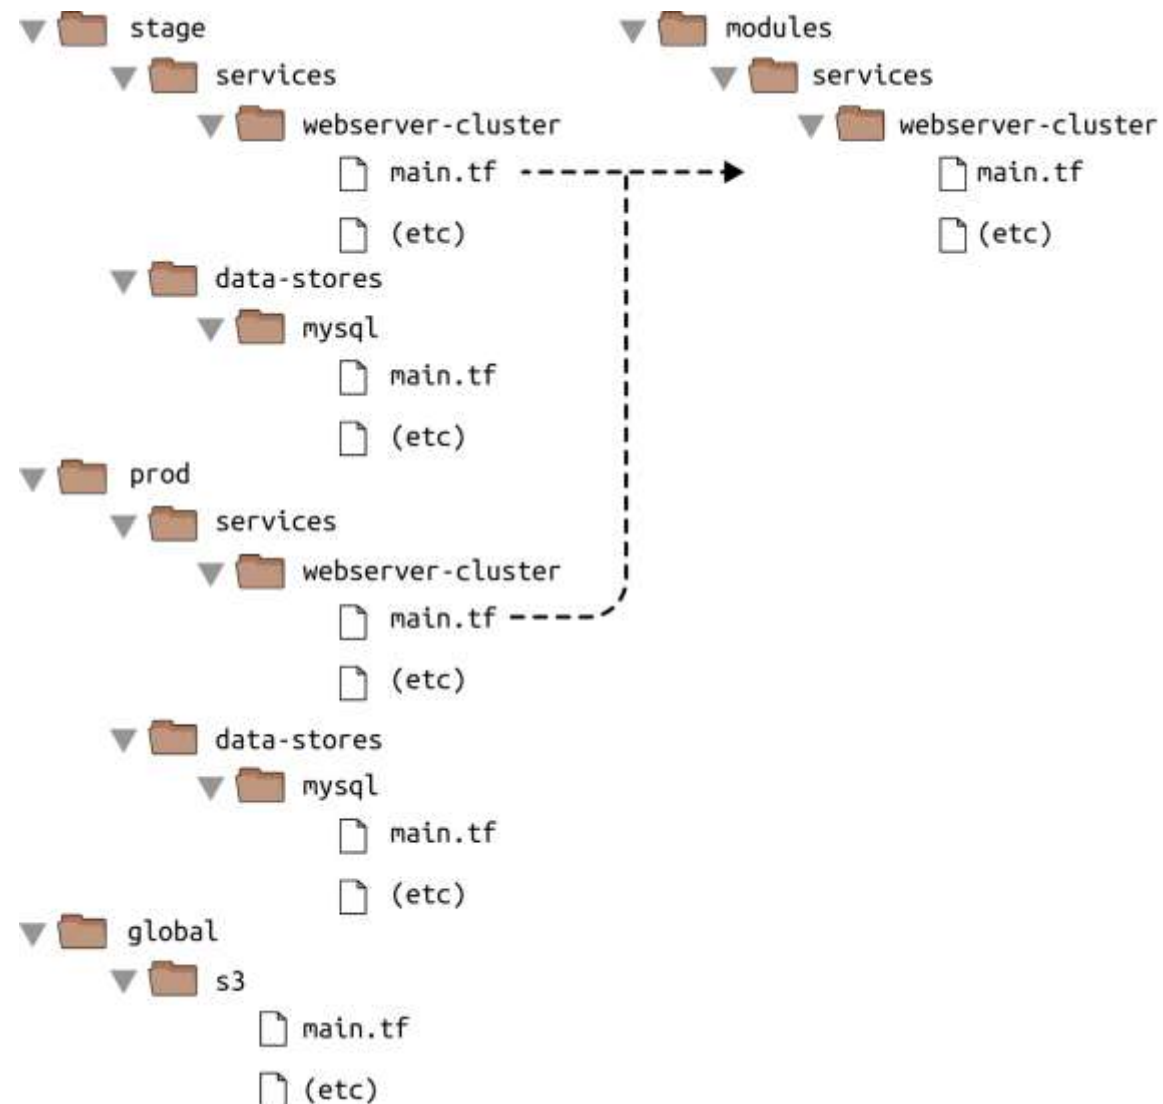 stage
services
webserver-cluster
main.tf
(etc)
data-stores
mysql
main.tf
(etc)
prod
services
webserver-cluster
main.tf
(etc)
data-stores
mysql
main.tf
(etc)
global
s3
main.tf
(etc)
modules
services
webserver-cluster
main.tf
(etc)